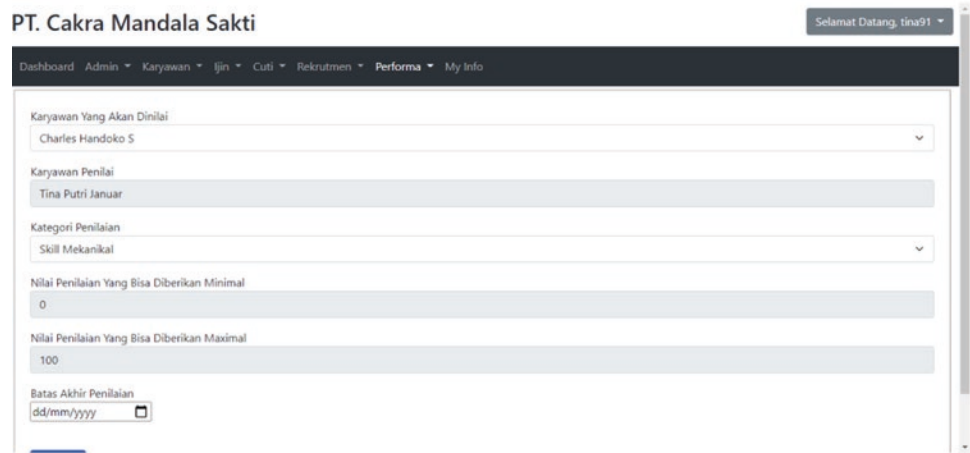 PT. Cakra Mandala Sakti
Selamat Datang, tina91
Dashboard Admin Karyawan Ijin Cuti Rekrutmen Performa My Info
Karyawan Yang Akan Dinilai
Charles Handoko S
Karyawan Penilai
Tina Putri Januar
Kategori Penilaian
Skill Mekanikal
Nilai Penilaian Yang Bisa Diberikan Minimal
0
Nilai Penilaian Yang Bisa Diberikan Maximal
100
Batas Akhir Penilaian
dd/mm/yyyy